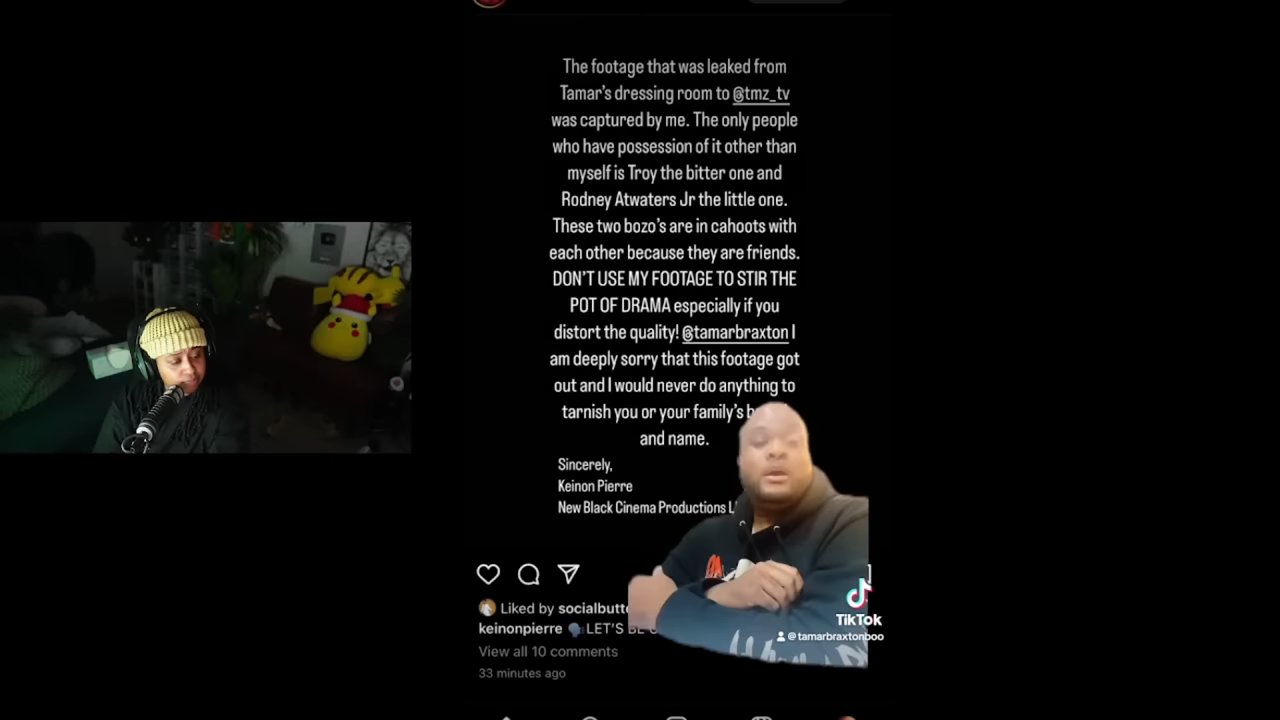 The footage that was leaked from
Tamar's dressing room to @tmz_tv
was captured by me. The only people
who have possession of it other than
myself is Troy the bitter one and
Rodney Atwaters Jr the little one.
These two bozo's are in cahoots with
each other because they are friends.
DON'T USE MY FOOTAGE TO STIR THE
POT OF DRAMA especially if you
distort the quality! @tamarbraxton I
am deeply sorry that this footage got
out and I would never do anything to
tarnish you or your family's
and name.
Sincerely,
Keinon Pierre
New Black Cinema Productions
Liked by socialbutt
keinonpierre LET'S BE
View all 10 comments
33 minutes ago
TikTok
@tamarbraxtonboo